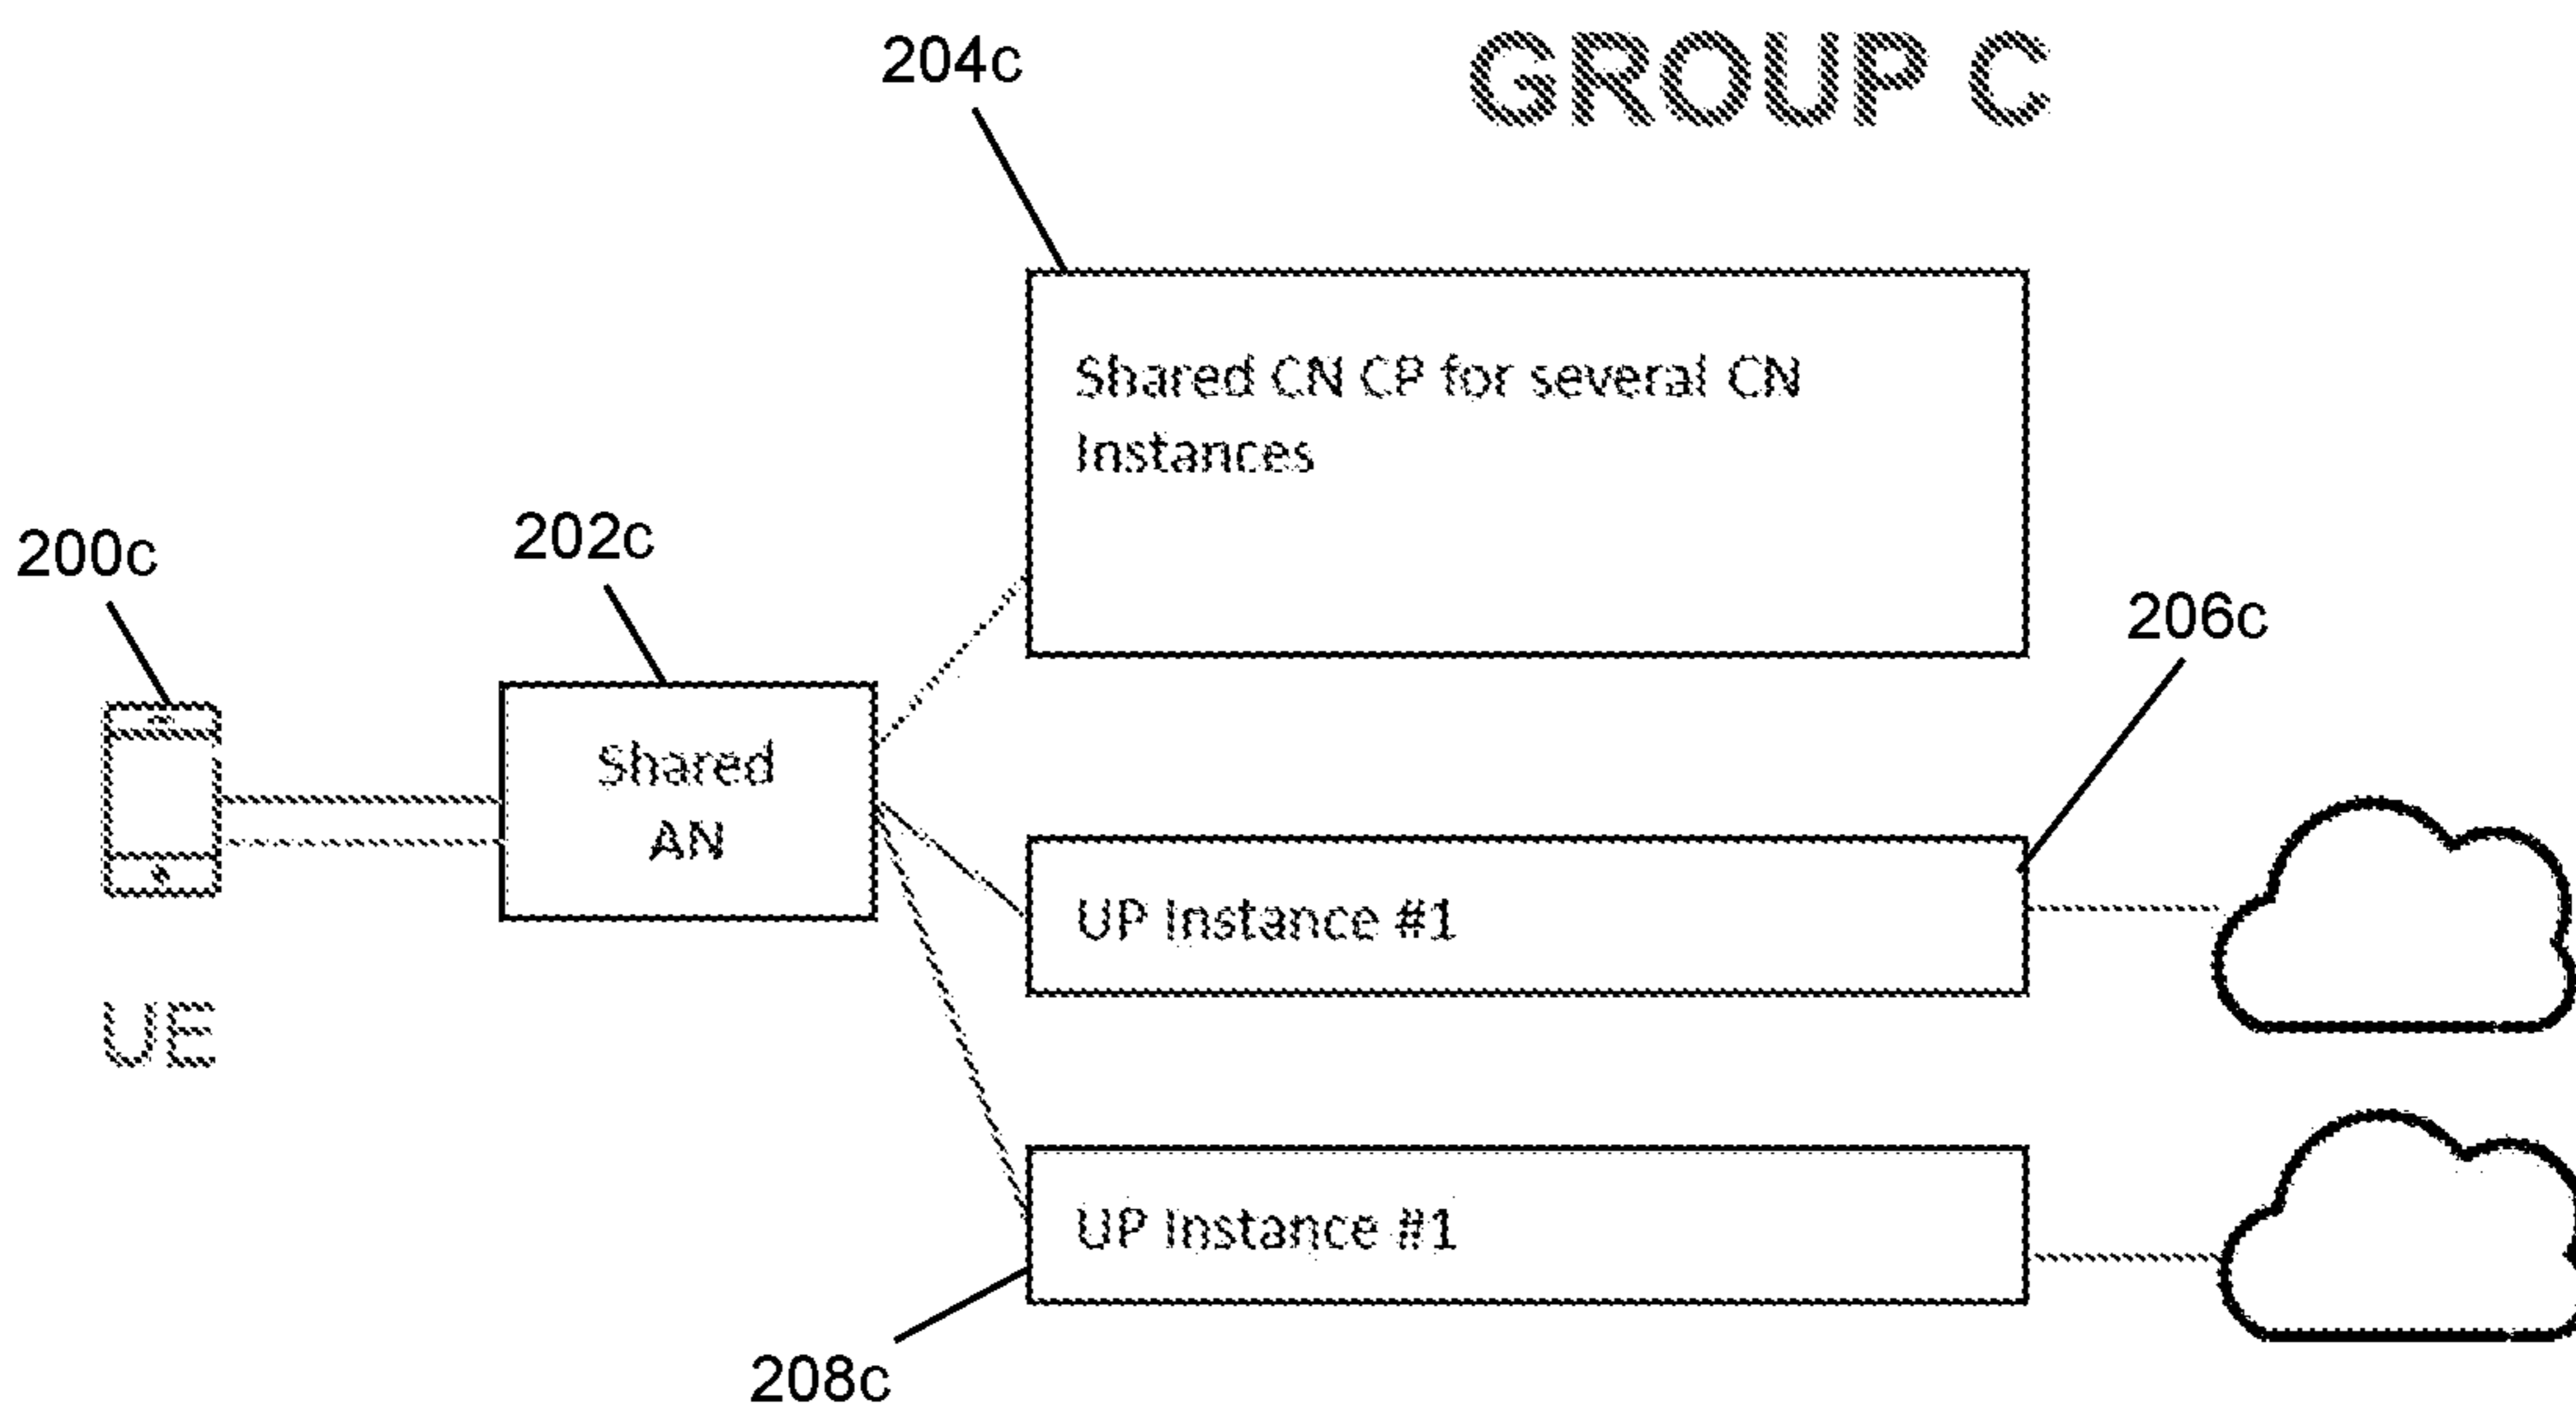 GROUP C
204c
Shared CN CP for several CN
Instances
200c
202c
206c
Shared
AN
UP Instance #1
UE
UP Instance #1
208c